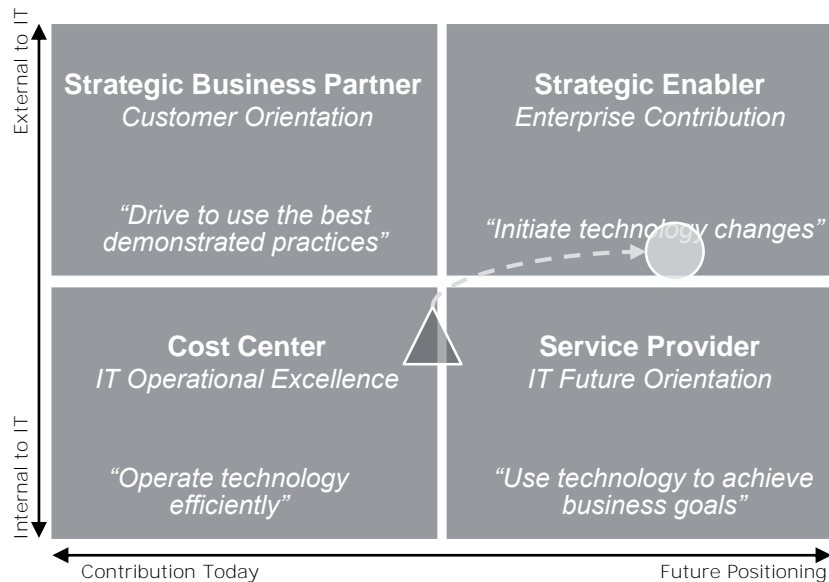 External to IT
Strategic Business Partner
Customer Orientation
“Drive to use the best
demonstrated practices”
Strategic Enabler
Enterprise Contribution
“Initiate technology changes”
Internal to IT
Cost Center
IT Operational Excellence
“Operate technology
efficiently”
Service Provider
IT Future Orientation
“Use technology to achieve
business goals”
Contribution Today
Future Positioning